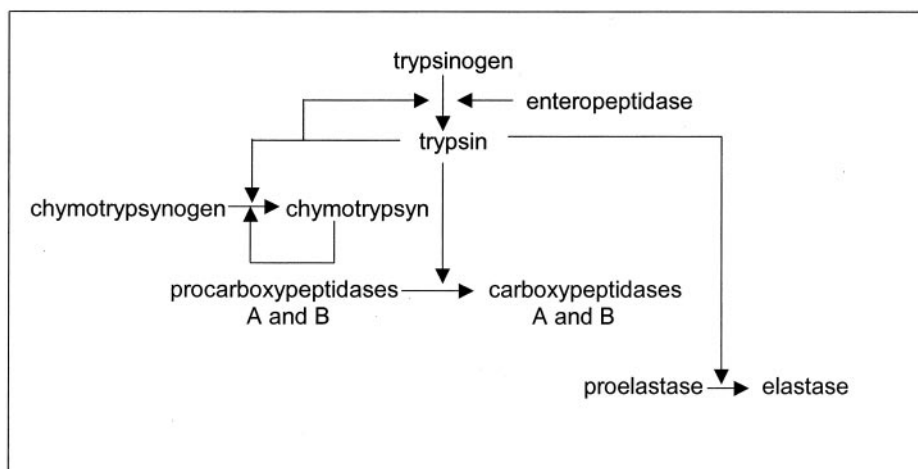 trypsinogen
enteropeptidase
trypsin
chymotrypsynogen
chymotrypsyn
procarboxypeptidases
A and B
carboxypeptidases
A and B
proelastase
elastase